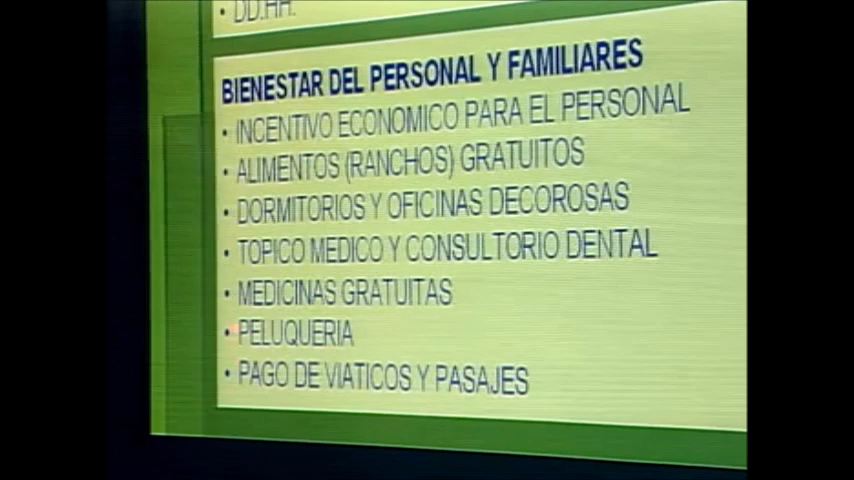 • DD.HH.
BIENESTAR DEL PERSONAL Y FAMILIARES
• INCENTIVO ECONOMICO PARA EL PERSONAL
• ALIMENTOS (RANCHOS) GRATUITOS
• DORMITORIOS Y OFICINAS DECOROSAS
• TOPICO MEDICO Y CONSULTORIO DENTAL
• MEDICINAS GRATUITAS
• PELUQUERIA
• PAGO DE VIATICOS Y PASAJES